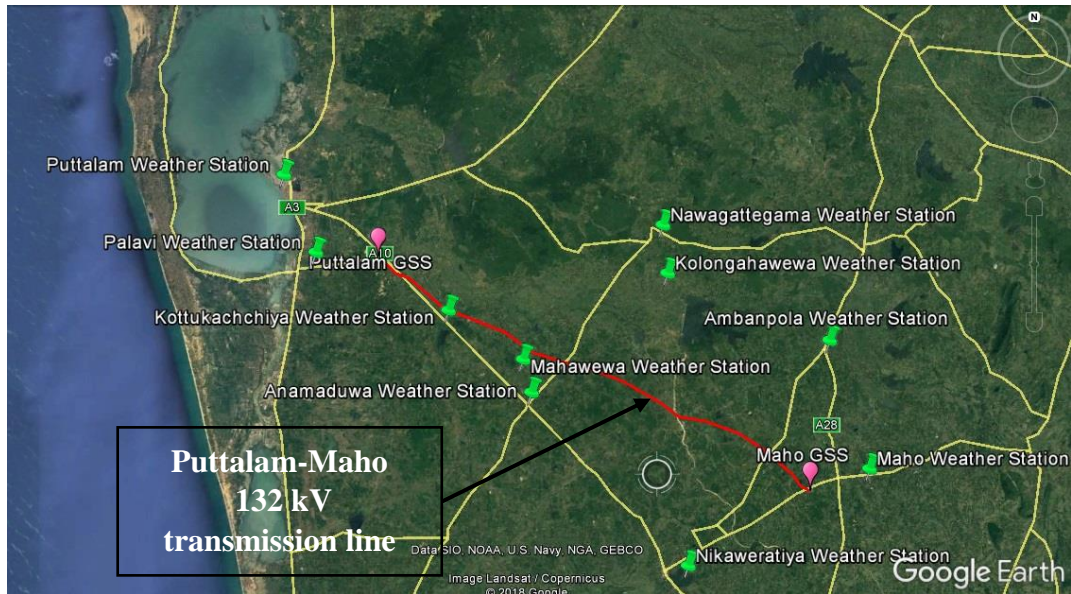 N
Puttalam Weather Station
A3
Nawagattegama Weather Station
Palavi Weather Station
A10
Puttalam GSS
Kolongahawewa Weather Station
Kottukachchiya Weather Station
Ambanpola Weather Station
Mahawewa Weather Station
Anamaduwa Weather Station
A28
Puttalam-Maho
132 kV
transmission line
Maho GSS
Maho Weather Station
Data SIO, NOAA, U.S. Navy, NGA, GEBCO
Nikaweratiya Weather Station
Image Landsat / Copernicus
© 2018 Google
Google Earth